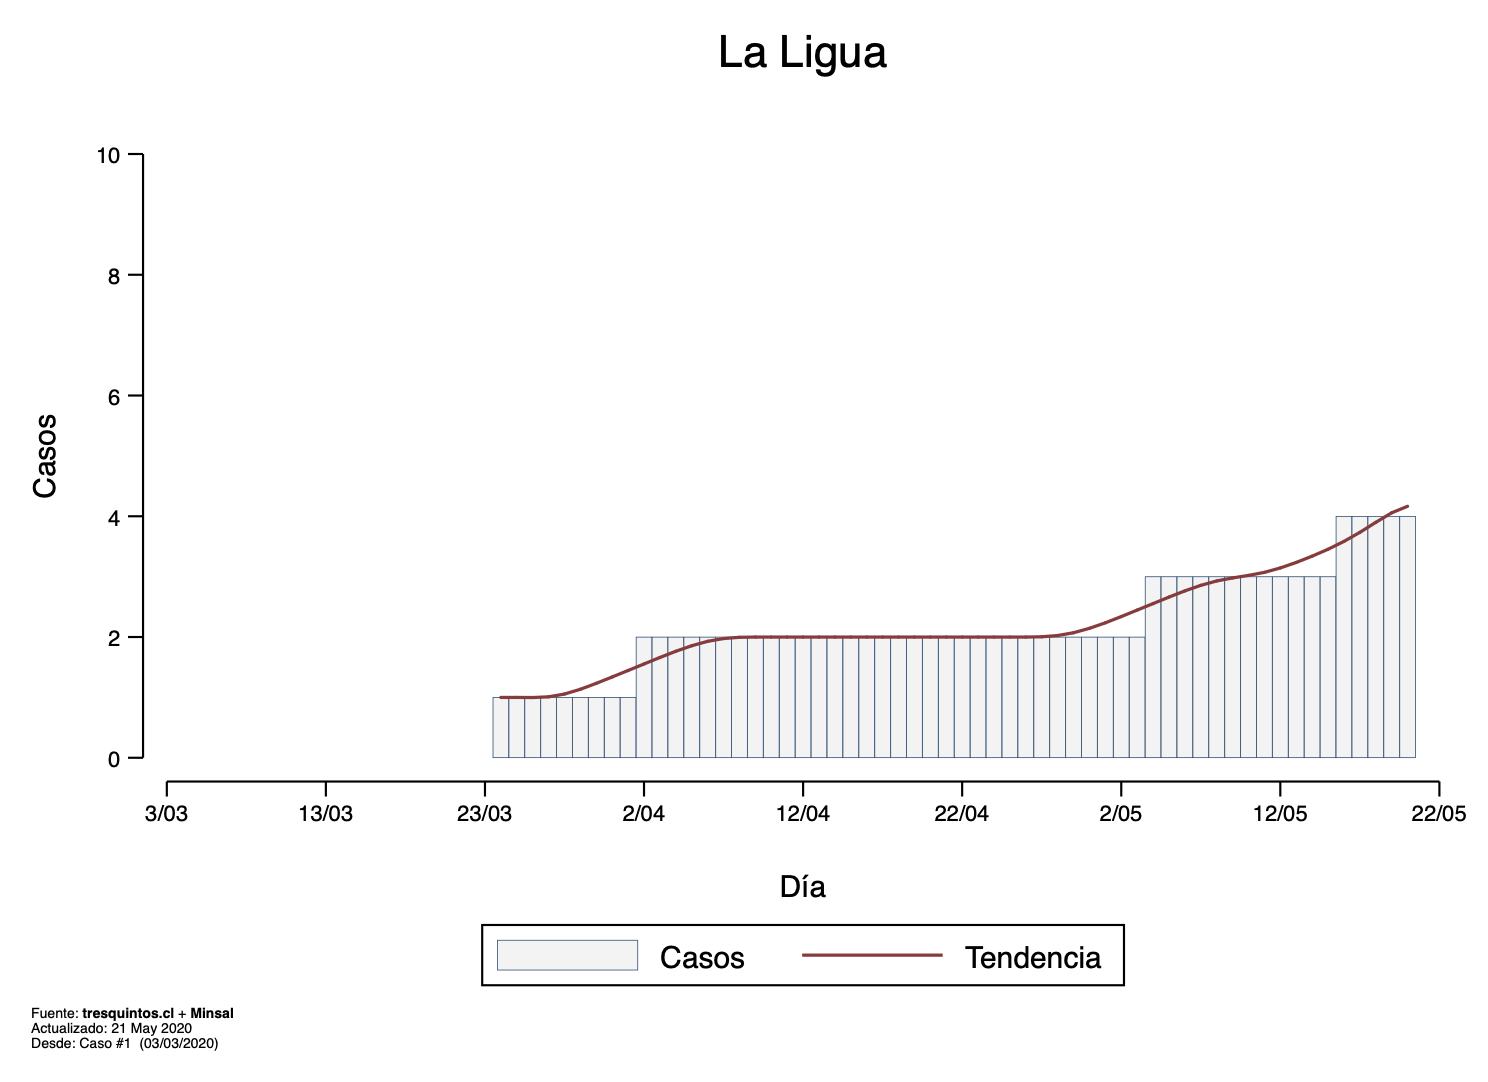 La Ligua
10
8
6
4
2
0
Casos
3/03 13/03 23/03 2/04 12/04 22/04 2/05 12/05 22/05
Día
Casos Tendencia
Fuente: tresquintos.cl + Minsal
Actualizado: 21 May 2020
Desde: Caso #1 (03/03/2020)